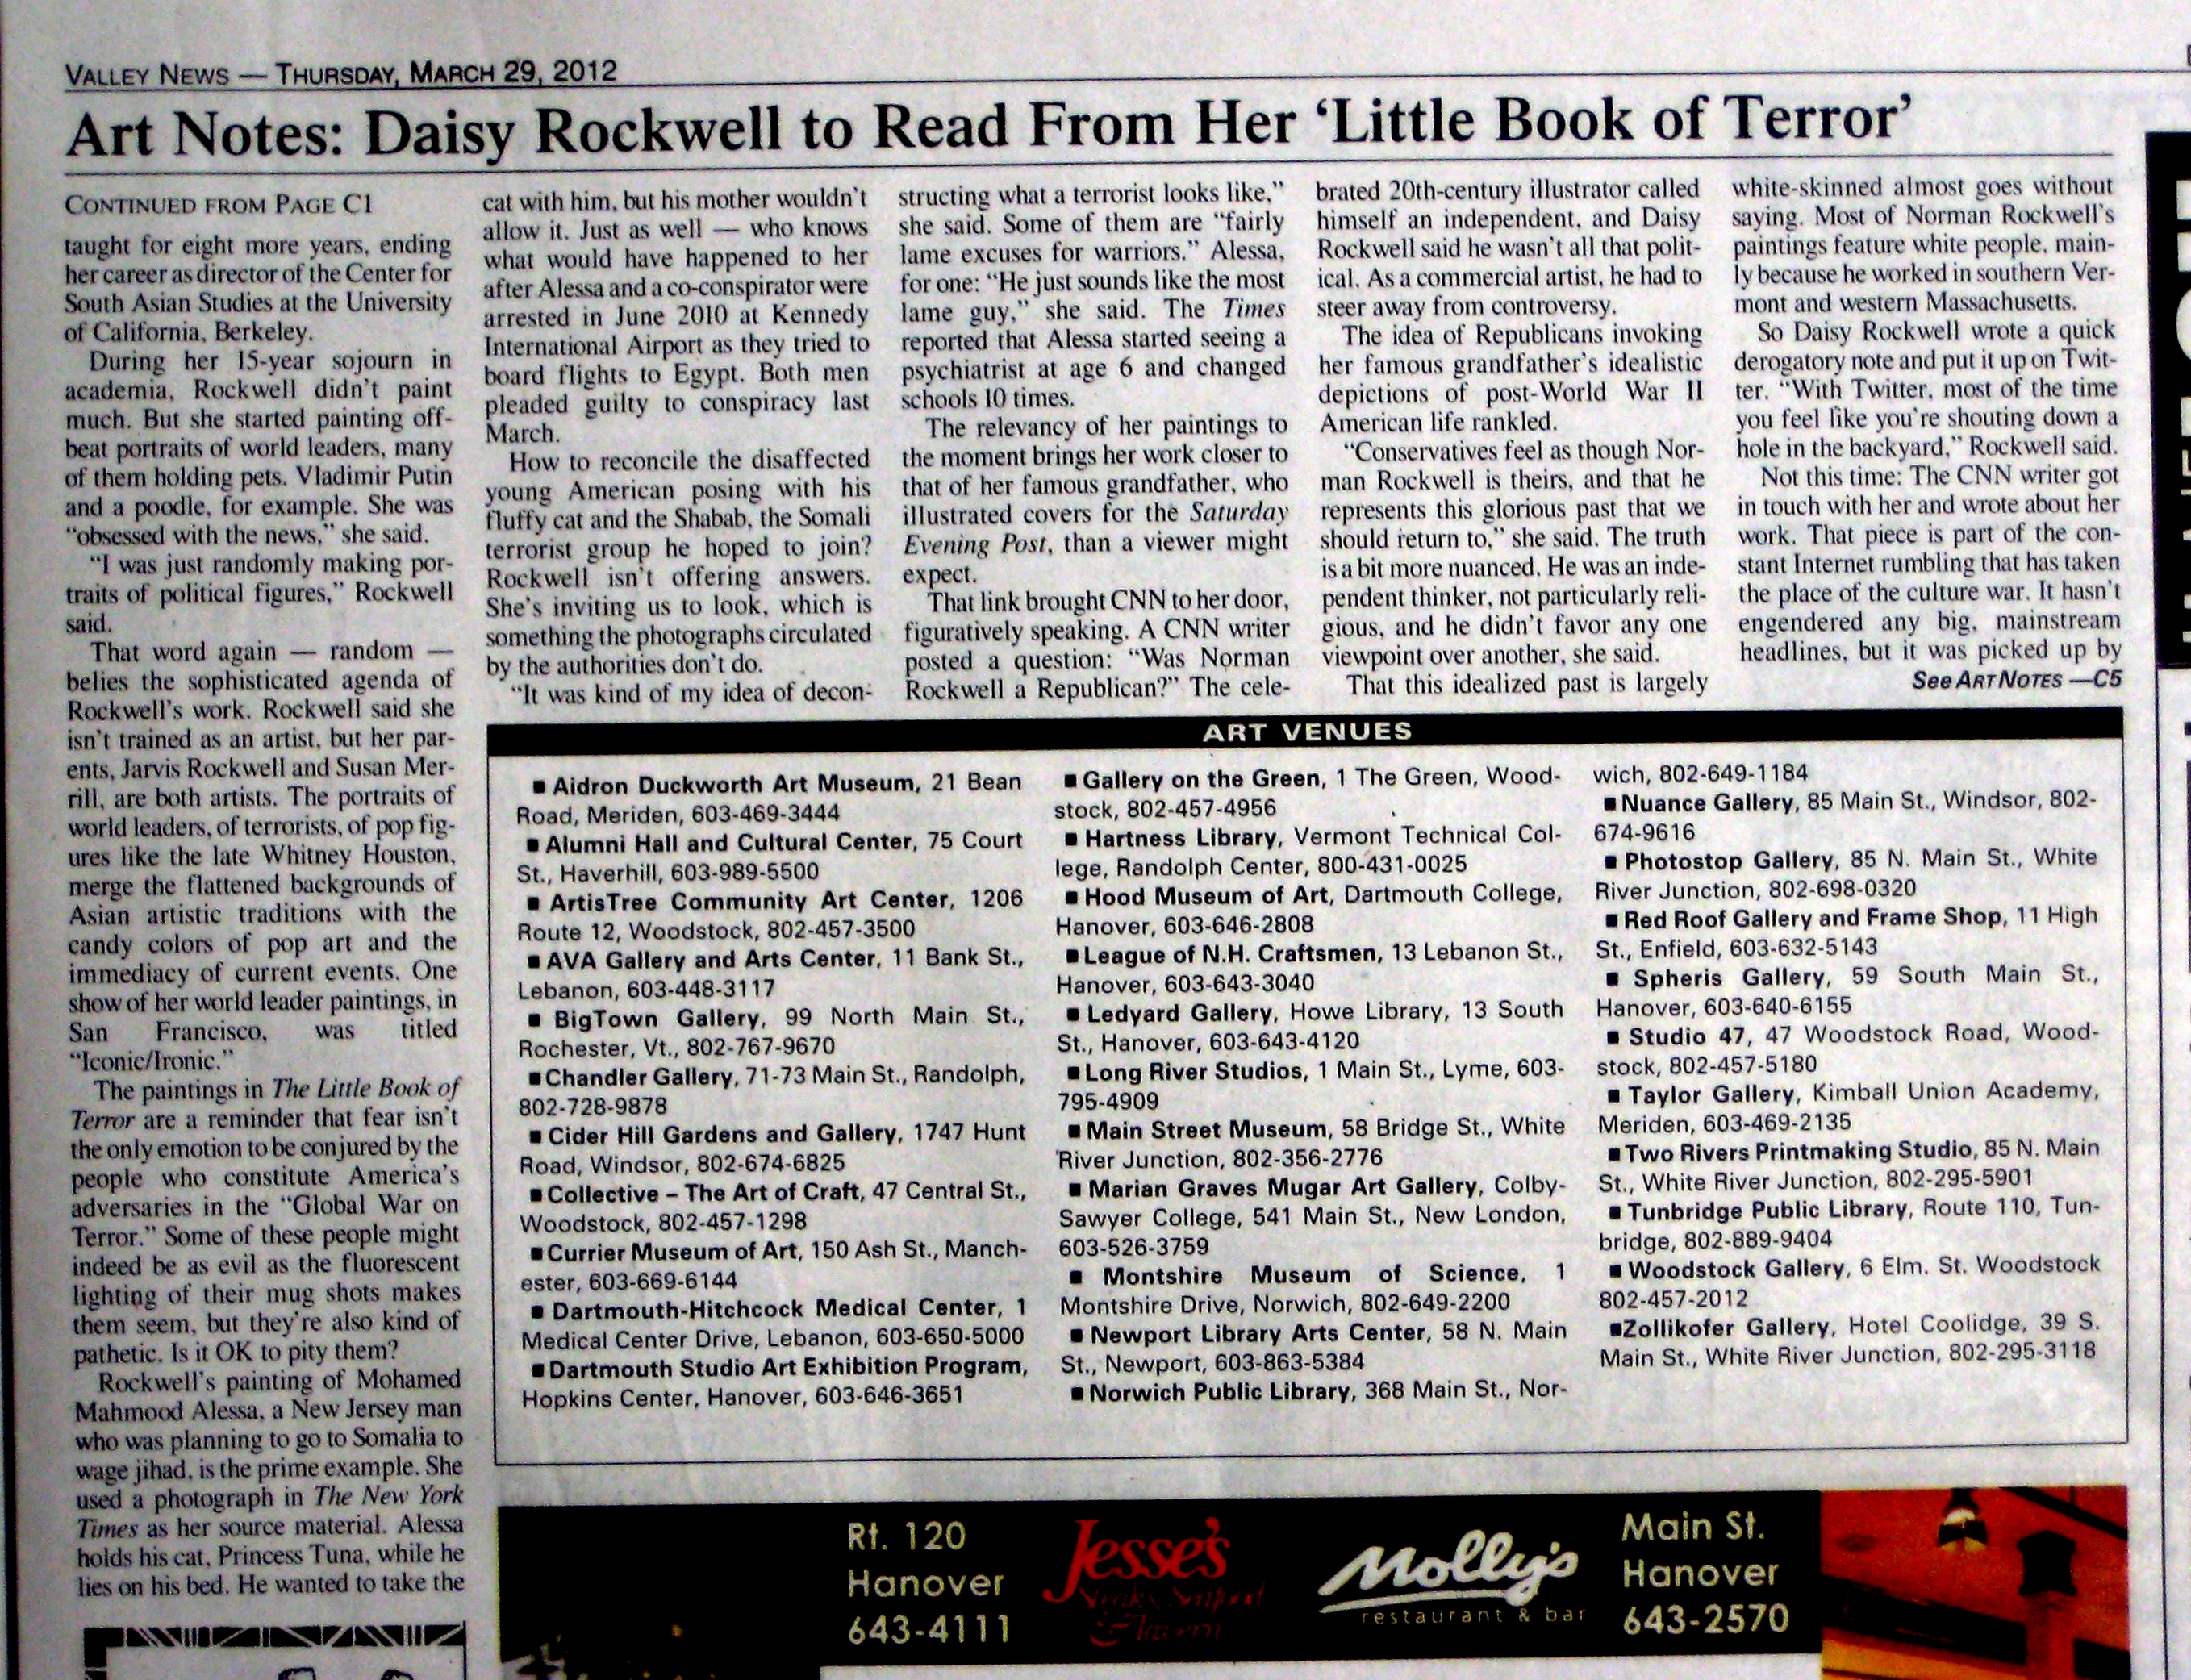 VALLEY NEWS — THURSDAY, MARCH 29, 2012
Art Notes: Daisy Rockwell to Read From Her ‘Little Book of Terror’
CONTINUED FROM PAGE C1
taught for eight more years, ending
her career as director of the Center for
South Asian Studies at the University
of California, Berkeley.
During her 15-year sojourn in
academia, Rockwell didn't paint
much. But she started painting off-
beat portraits of world leaders, many
of them holding pets. Vladimir Putin
and a poodle, for example. She was
“obsessed with the news,” she said.
“I was just randomly making por-
traits of political figures,” Rockwell
said.
That word again — random —
belies the sophisticated agenda of
Rockwell's work. Rockwell said she
isn't trained as an artist, but her par-
ents, Jarvis Rockwell and Susan Mer-
rill, are both artists. The portraits of
world leaders, of terrorists, of pop fig-
ures like the late Whitney Houston,
merge the flattened backgrounds of
Asian artistic traditions with the
candy colors of pop art and the
immediacy of current events. One
show of her world leader paintings, in
San Francisco, was titled
“Iconic/Ironic.”
The paintings in The Little Book of
Terror are a reminder that fear isn't
the only emotion to be conjured by the
people who constitute America's
adversaries in the “Global War on
Terror.” Some of these people might
indeed be as evil as the fluorescent
lighting of their mug shots makes
them seem, but they're also kind of
pathetic. Is it OK to pity them?
Rockwell's painting of Mohamed
Mahmood Alessa, a New Jersey man
who was planning to go to Somalia to
wage jihad, is the prime example. She
used a photograph in The New York
Times as her source material. Alessa
holds his cat, Princess Tuna, while he
lies on his bed. He wanted to take the
cat with him, but his mother wouldn't
allow it. Just as well — who knows
what would have happened to her
after Alessa and a co-conspirator were
arrested in June 2010 at Kennedy
International Airport as they tried to
board flights to Egypt. Both men
pleaded guilty to conspiracy last
March.
How to reconcile the disaffected
young American posing with his
fluffy cat and the Shabab, the Somali
terrorist group he hoped to join?
Rockwell isn't offering answers.
She's inviting us to look, which is
something the photographs circulated
by the authorities don't do.
“It was kind of my idea of decon-
structing what a terrorist looks like,”
she said. Some of them are “fairly
lame excuses for warriors.” Alessa,
for one: “He just sounds like the most
lame guy,” she said. The Times
reported that Alessa started seeing a
psychiatrist at age 6 and changed
schools 10 times.
The relevancy of her paintings to
the moment brings her work closer to
that of her famous grandfather, who
illustrated covers for the Saturday
Evening Post, than a viewer might
expect.
That link brought CNN to her door,
figuratively speaking. A CNN writer
posted a question: “Was Norman
Rockwell a Republican?” The cele-
brated 20th-century illustrator called
himself an independent, and Daisy
Rockwell said he wasn't all that polit-
ical. As a commercial artist, he had to
steer away from controversy.
The idea of Republicans invoking
her famous grandfather's idealistic
depictions of post-World War II
American life rankled.
“Conservatives feel as though Nor-
man Rockwell is theirs, and that he
represents this glorious past that we
should return to,” she said. The truth
is a bit more nuanced. He was an inde-
pendent thinker, not particularly reli-
gious, and he didn't favor any one
viewpoint over another, she said.
That this idealized past is largely
white-skinned almost goes without
saying. Most of Norman Rockwell's
paintings feature white people, main-
ly because he worked in southern Ver-
mont and western Massachusetts.
So Daisy Rockwell wrote a quick
derogatory note and put it up on Twit-
ter. “With Twitter, most of the time
you feel like you're shouting down a
hole in the backyard,” Rockwell said.
Not this time: The CNN writer got
in touch with her and wrote about her
work. That piece is part of the con-
stant Internet rumbling that has taken
the place of the culture war. It hasn't
engendered any big, mainstream
headlines, but it was picked up by
See ART NOTES —C5
ART VENUES
■ Aidron Duckworth Art Museum, 21 Bean
Road, Meriden, 603-469-3444
■ Alumni Hall and Cultural Center, 75 Court
St., Haverhill, 603-989-5500
■ ArtisTree Community Art Center, 1206
Route 12, Woodstock, 802-457-3500
■ AVA Gallery and Arts Center, 11 Bank St.,
Lebanon, 603-448-3117
■ BigTown Gallery, 99 North Main St.,
Rochester, Vt., 802-767-9670
■ Chandler Gallery, 71-73 Main St., Randolph,
802-728-9878
■ Cider Hill Gardens and Gallery, 1747 Hunt
Road, Windsor, 802-674-6825
■ Collective – The Art of Craft, 47 Central St.,
Woodstock, 802-457-1298
■ Currier Museum of Art, 150 Ash St., Manch-
ester, 603-669-6144
■ Dartmouth-Hitchcock Medical Center, 1
Medical Center Drive, Lebanon, 603-650-5000
■ Dartmouth Studio Art Exhibition Program,
Hopkins Center, Hanover, 603-646-3651
■ Gallery on the Green, 1 The Green, Wood-
stock, 802-457-4956
■ Hartness Library, Vermont Technical Col-
lege, Randolph Center, 800-431-0025
■ Hood Museum of Art, Dartmouth College,
Hanover, 603-646-2808
■ League of N.H. Craftsmen, 13 Lebanon St.,
Hanover, 603-643-3040
■ Ledyard Gallery, Howe Library, 13 South
St., Hanover, 603-643-4120
■ Long River Studios, 1 Main St., Lyme, 603-
795-4909
■ Main Street Museum, 58 Bridge St., White
River Junction, 802-356-2776
■ Marian Graves Mugar Art Gallery, Colby-
Sawyer College, 541 Main St., New London,
603-526-3759
■ Montshire Museum of Science, 1
Montshire Drive, Norwich, 802-649-2200
■ Newport Library Arts Center, 58 N. Main
St., Newport, 603-863-5384
■ Norwich Public Library, 368 Main St., Nor-
wich, 802-649-1184
■ Nuance Gallery, 85 Main St., Windsor, 802-
674-9616
■ Photostop Gallery, 85 N. Main St., White
River Junction, 802-698-0320
■ Red Roof Gallery and Frame Shop, 11 High
St., Enfield, 603-632-5143
■ Spheris Gallery, 59 South Main St.,
Hanover, 603-640-6155
■ Studio 47, 47 Woodstock Road, Wood-
stock, 802-457-5180
■ Taylor Gallery, Kimball Union Academy,
Meriden, 603-469-2135
■ Two Rivers Printmaking Studio, 85 N. Main
St., White River Junction, 802-295-5901
■ Tunbridge Public Library, Route 110, Tun-
bridge, 802-889-9404
■ Woodstock Gallery, 6 Elm. St. Woodstock
802-457-2012
■Zollikofer Gallery, Hotel Coolidge, 39 S.
Main St., White River Junction, 802-295-3118
Rt. 120
Hanover
643-4111
Jesse's
Steaks, Seafood
& Tavern
Molly's
restaurant & bar
Main St.
Hanover
643-2570